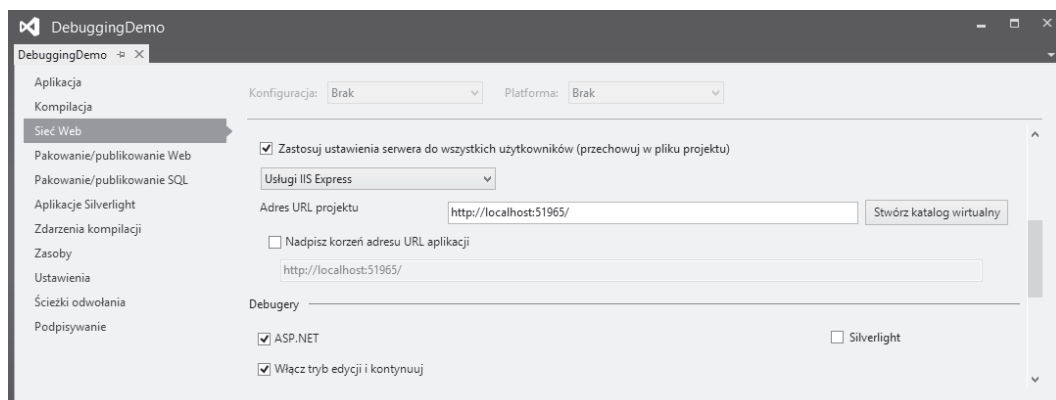 DebuggingDemo
DebuggingDemo
Aplikacja
Kompilacja
Sieć Web
Pakowanie/publikowanie Web
Pakowanie/publikowanie SQL
Aplikacje Silverlight
Zdarzenia kompilacji
Zasoby
Ustawienia
Ścieżki odwołania
Podpisywanie
Konfiguracja: Brak Platforma: Brak
Zastosuj ustawienia serwera do wszystkich użytkowników (przechowuj w pliku projektu)
Usługi IIS Express
Adres URL projektu http://localhost:51965/ Stwórz katalog wirtualny
Nadpisz korzeń adresu URL aplikacji
http://localhost:51965/
Debugery
ASP.NET Silverlight
Włącz tryb edycji i kontynuuj